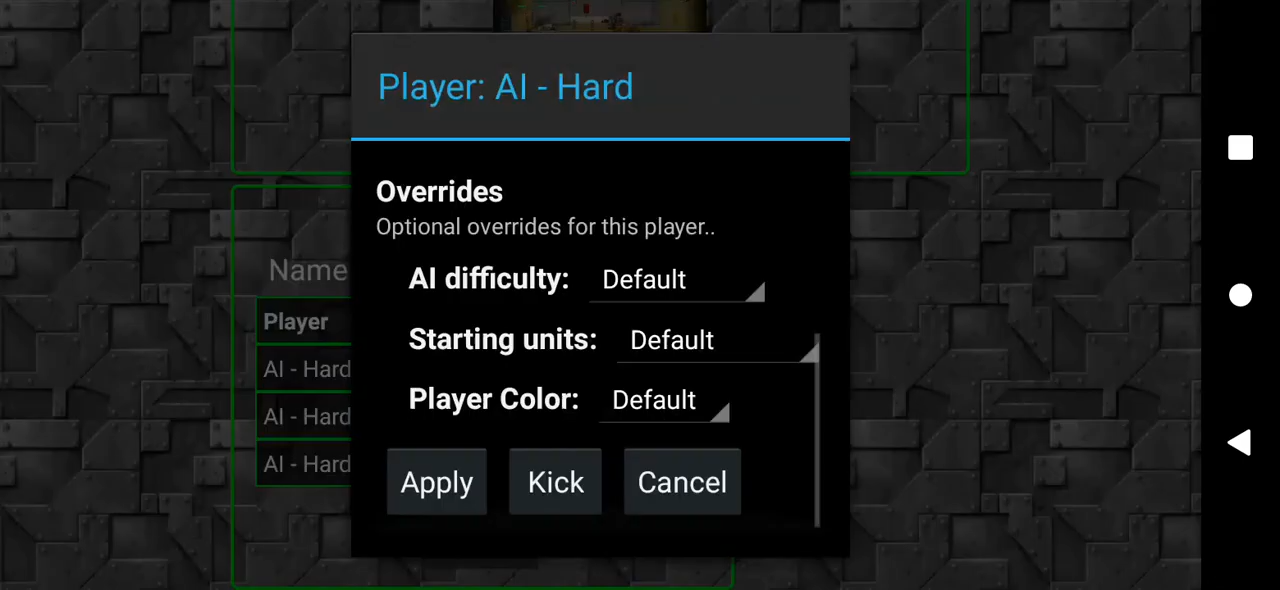 Player: AI - Hard
Overrides
Optional overrides for this player..
AI difficulty: Default
Starting units: Default
Player Color: Default
Apply Kick Cancel
Name
Player
AI - Hard
AI - Hard
AI - Hard